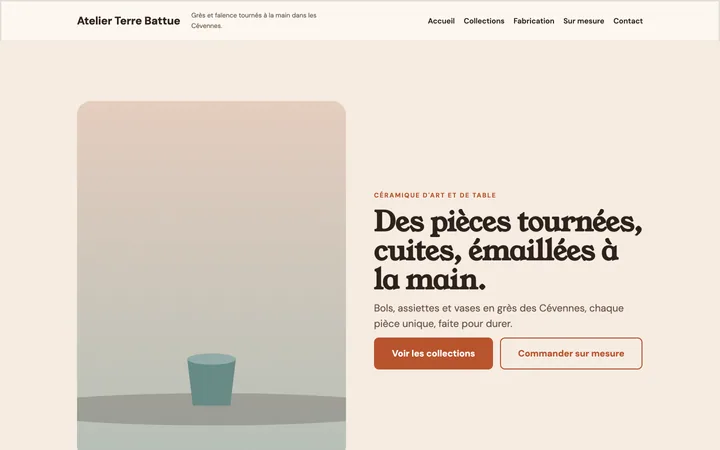 Atelier Terre Battue
Grès et faïence tournés à la main dans les
Cévennes.
Accueil Collections Fabrication Sur mesure Contact
CÉRAMIQUE D'ART ET DE TABLE
Des pièces tournées,
cuites, émaillées à
la main.
Bols, assiettes et vases en grès des Cévennes, chaque
pièce unique, faite pour durer.
Voir les collections Commander sur mesure